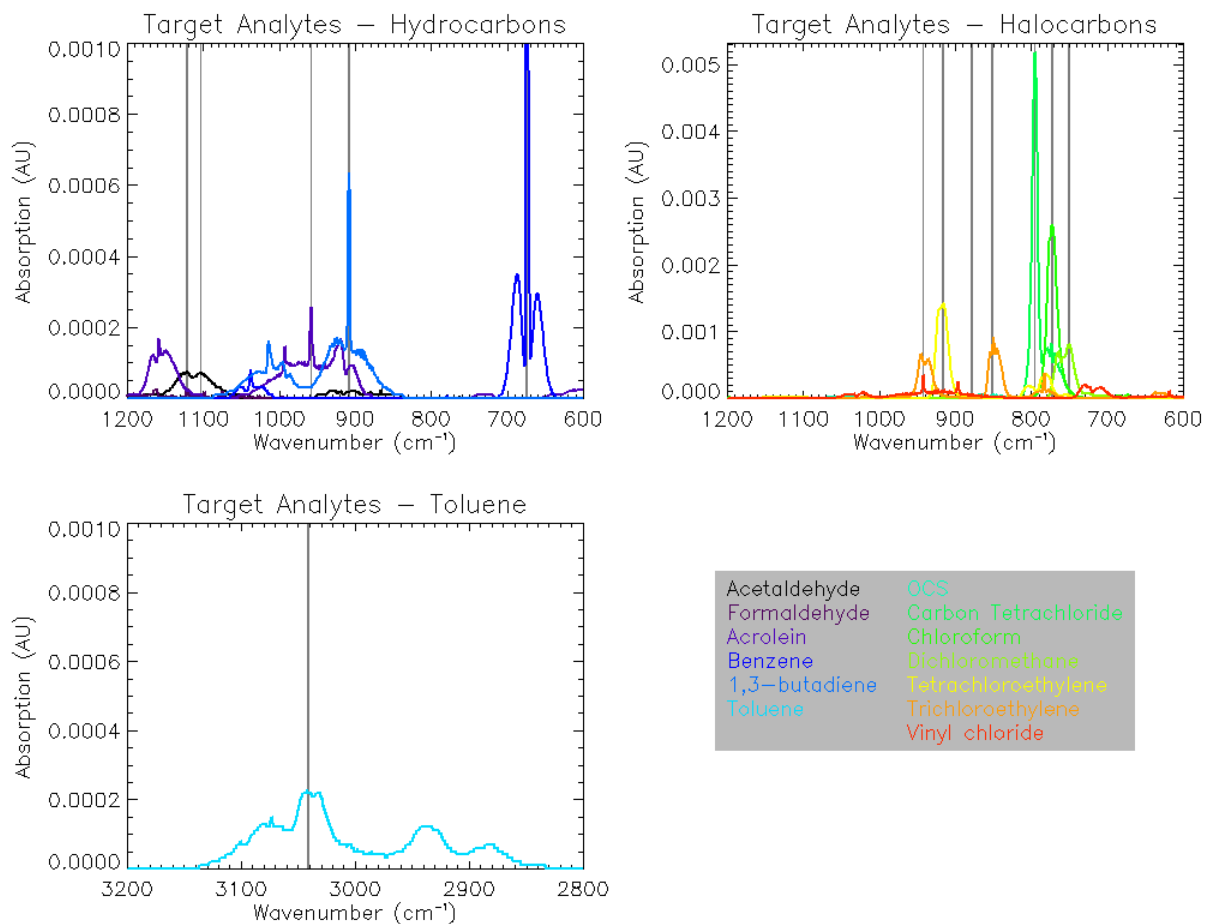 Target Analytes – Hydrocarbons
0.0010
0.0008
0.0006
0.0004
0.0002
0.0000
Absorption (AU)
1200 1100 1000 900 800 700 600
Wavenumber (cm⁻¹)
Target Analytes – Halocarbons
0.005
0.004
0.003
0.002
0.001
0.000
Absorption (AU)
1200 1100 1000 900 800 700 600
Wavenumber (cm⁻¹)
Target Analytes – Toluene
0.0010
0.0008
0.0006
0.0004
0.0002
0.0000
Absorption (AU)
3200 3100 3000 2900 2800
Wavenumber (cm⁻¹)
Acetaldehyde
Formaldehyde
Acrolein
Benzene
1,3–butadiene
Toluene
OCS
Carbon Tetrachloride
Chloroform
Dichloromethane
Tetrachloroethylene
Trichloroethylene
Vinyl chloride